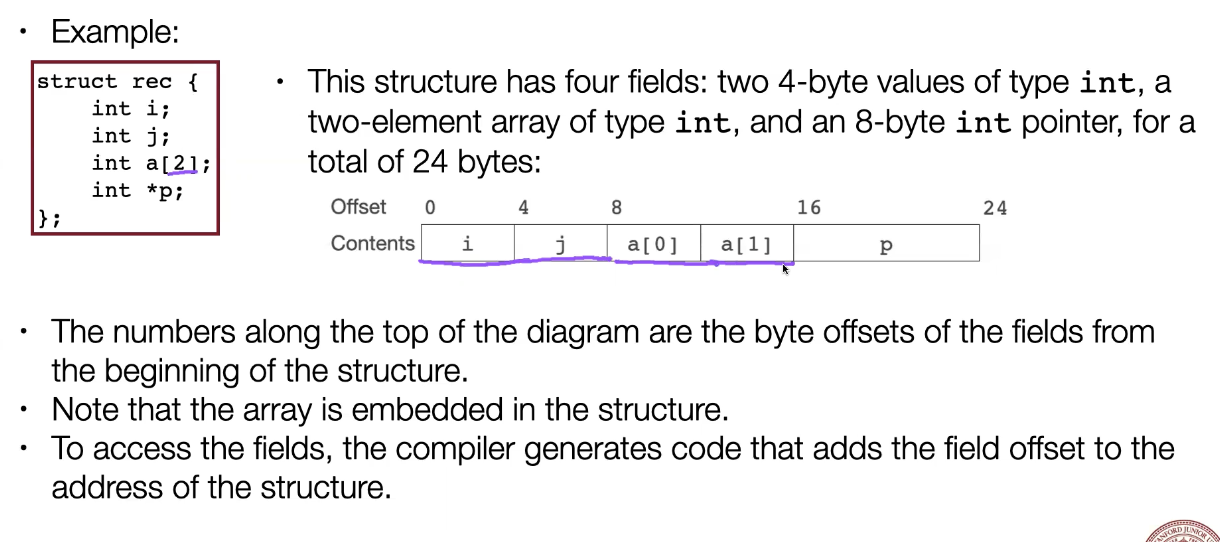 • Example:
struct rec {
int i;
int j;
int a[2];
int *p;
};
• This structure has four fields: two 4-byte values of type int, a
two-element array of type int, and an 8-byte int pointer, for a
total of 24 bytes:
Offset 0 4 8 16 24
Contents i j a[0] a[1] p
• The numbers along the top of the diagram are the byte offsets of the fields from
the beginning of the structure.
• Note that the array is embedded in the structure.
• To access the fields, the compiler generates code that adds the field offset to the
address of the structure.